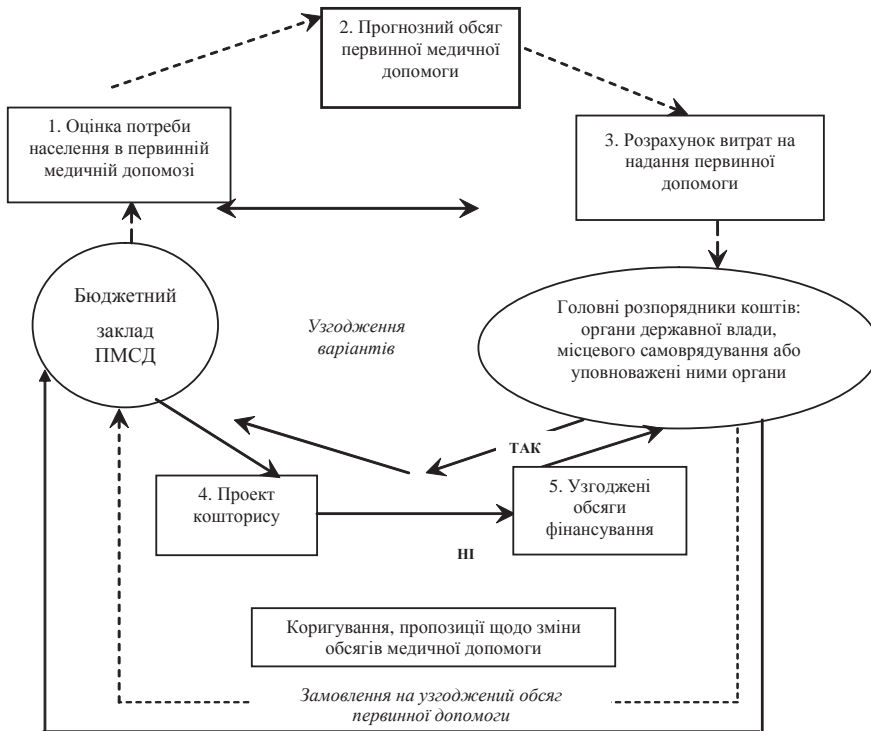 2. Прогнозний обсяг
первинної медичної
допомоги
1. Оцінка потреби
населення в первинній
медичній допомозі
3. Розрахунок витрат на
надання первинної
допомоги
Бюджетний
заклад
ПМСД
Узгодження
варіантів
Головні розпорядники коштів:
органи державної влади,
місцевого самоврядування або
уповноважені ними органи
ТАК
4. Проект
кошторису
5. Узгоджені
обсяги
фінансування
НІ
Коригування, пропозиції щодо зміни
обсягів медичної допомоги
Замовлення на узгоджений обсяг
первинної допомоги